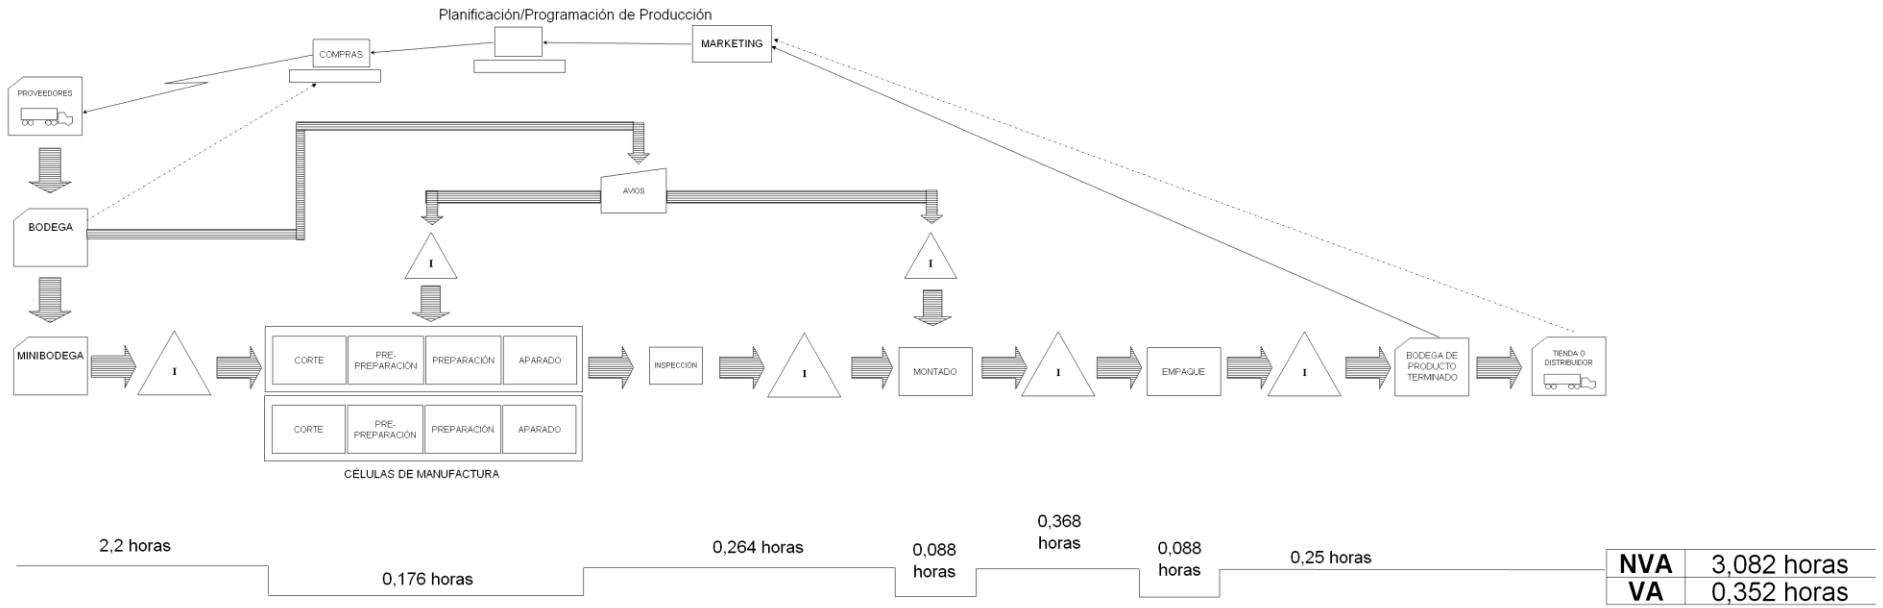 Planificación/Programación de Producción
MARKETING
COMPRAS
PROVEEDORES
AVIOS
BODEGA
I
I
MINIBODEGA
I
CORTE
PRE-
PREPARACIÓN
PREPARACIÓN
APARADO
INSPECCIÓN
I
MONTADO
I
EMPAQUE
I
BODEGA DE
PRODUCTO
TERMINADO
TIENDA O
DISTRIBUIDOR
CORTE
PRE-
PREPARACIÓN
PREPARACIÓN
APARADO
CÉLULAS DE MANUFACTURA
2,2 horas
0,176 horas
0,264 horas
0,088
horas
0,368
horas
0,088
horas
0,25 horas
NVA 3,082 horas
VA 0,352 horas